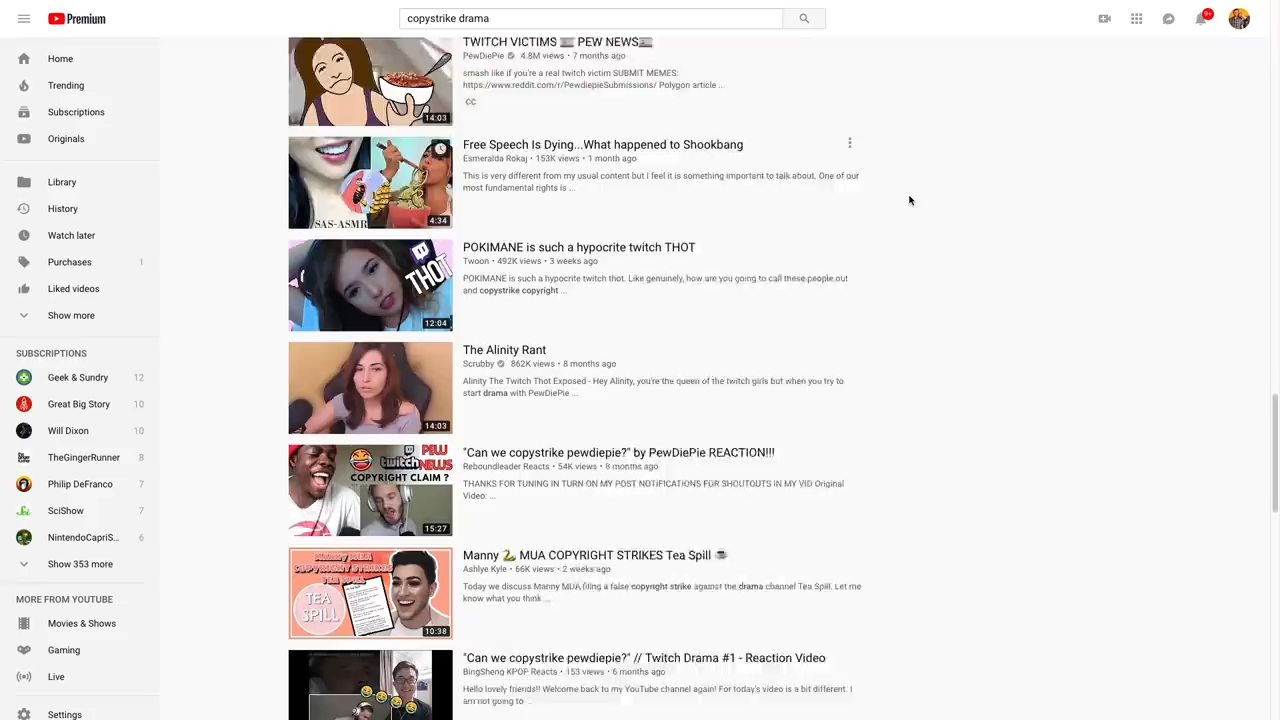 Premium
copystrike drama
9+
Home
Trending
Subscriptions
Originals
Library
History
Watch later
Purchases 1
Liked videos
Show more
SUBSCRIPTIONS
Geek & Sundry 12
Great Big Story 10
Will Dixon 10
TheGingerRunner 8
Philip DeFranco 7
SciShow 7
NintendoCapriS... 6
Show 353 more
MORE FROM YOUTUBE
Movies & Shows
Gaming
Live
Settings
14:03
TWITCH VICTIMS PEW NEWS
PewDiePie 4.8M views • 7 months ago
smash like if you're a real twitch victim SUBMIT MEMES:
https://www.reddit.com/r/PewdiepieSubmissions/ Polygon article ...
CC
SAS-ASMR
4:34
Free Speech Is Dying...What happened to Shookbang
Esmeralda Rokaj • 153K views • 1 month ago
This is very different from my usual content but I feel it is something important to talk about. One of our
most fundamental rights is ...
THOT
12:04
POKIMANE is such a hypocrite twitch THOT
Twoon • 492K views • 3 weeks ago
POKIMANE is such a hypocrite twitch thot. Like genuinely, how are you going to call these people out
and copystrike copyright ...
14:03
The Alinity Rant
Scrubby 862K views • 8 months ago
Alinity The Twitch Thot Exposed - Hey Alinity, you're the queen of the twitch girls but when you try to
start drama with PewDiePie ...
PEW
twitch NEWS
COPYRIGHT CLAIM ?
15:27
"Can we copystrike pewdiepie?" by PewDiePie REACTION!!!
Reboundleader Reacts • 54K views • 8 months ago
THANKS FOR TUNING IN TURN ON MY POST NOTIFICATIONS FOR SHOUTOUTS IN MY VID Original
Video: ...
MANNY MUA
COPYRIGHT STRIKES
TEA SPILL
TEA
SPILL
10:38
Manny 🐍 MUA COPYRIGHT STRIKES Tea Spill ☕
Ashlye Kyle • 66K views • 2 weeks ago
Today we discuss Manny MUA filing a false copyright strike against the drama channel Tea Spill. Let me
know what you think ...
"Can we copystrike pewdiepie?" // Twitch Drama #1 - Reaction Video
BingSheng KPOP Reacts • 153 views • 6 months ago
Hello lovely friends!! Welcome back to my YouTube channel again! For today's video is a bit different. I
am not going to ...